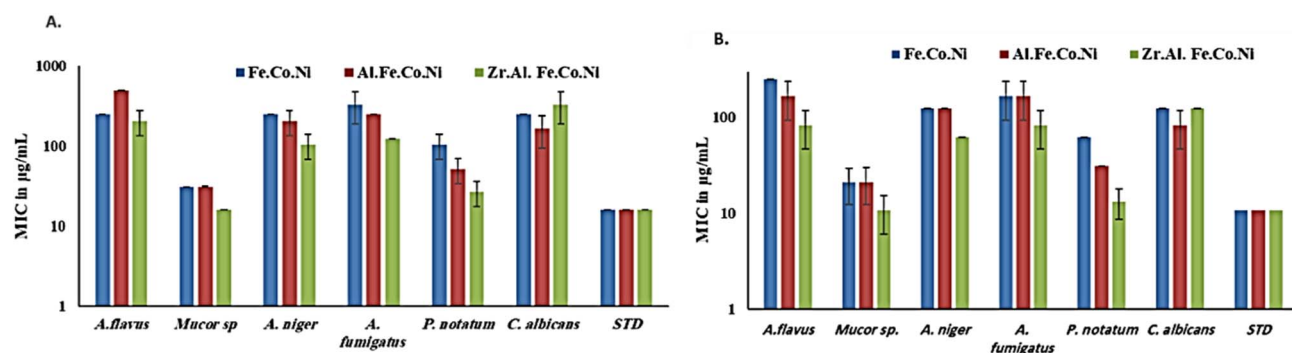 A.
Fe.Co.Ni Al.Fe.Co.Ni Zr.Al. Fe.Co.Ni
1000
100
10
1
MIC in µg/mL
A.flavus Mucor sp A. niger A. fumigatus P. notatum C. albicans STD
B.
Fe.Co.Ni Al.Fe.Co.Ni Zr.Al. Fe.Co.Ni
100
10
1
MIC in µg/mL
A.flavus Mucor sp. A. niger A. fumigatus P. notatum C. albicans STD